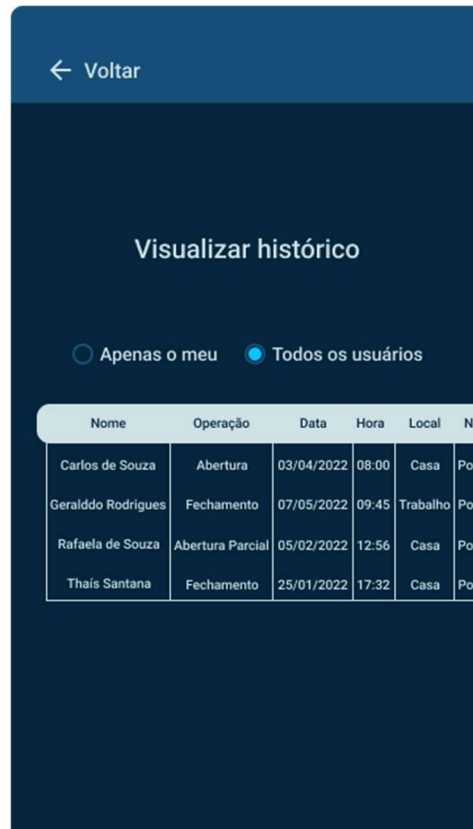 Voltar
Visualizar histórico
Apenas o meu Todos os usuários
Nome Operação Data Hora Local
Carlos de Souza Abertura 03/04/2022 08:00 Casa
Geralddo Rodrigues Fechamento 07/05/2022 09:45 Trabalho
Rafaela de Souza Abertura Parcial 05/02/2022 12:56 Casa
Thaís Santana Fechamento 25/01/2022 17:32 Casa